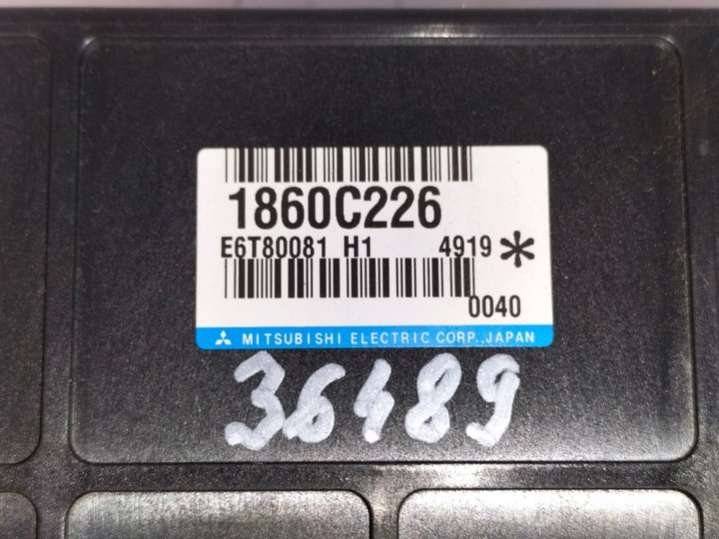 1860C226
E6T80081 H1 4919 *
0040
MITSUBISHI ELECTRIC CORP., JAPAN
36489